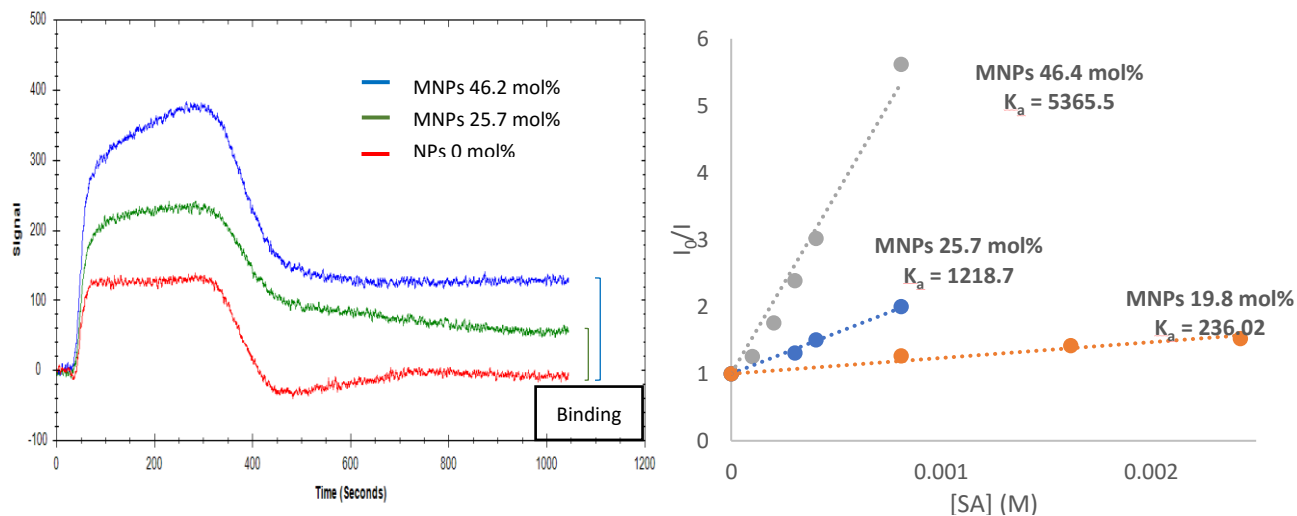 500
400
300
200
100
0
-100
Signal
0
200
400
600
800
1000
1200
Time (Seconds)
MNPs 46.2 mol%
MNPs 25.7 mol%
NPs 0 mol%
Binding
6
5
4
3
2
1
0
I0/I
0
0.001
0.002
[SA] (M)
MNPs 46.4 mol%
Ka = 5365.5
MNPs 25.7 mol%
Ka = 1218.7
MNPs 19.8 mol%
Ka = 236.02